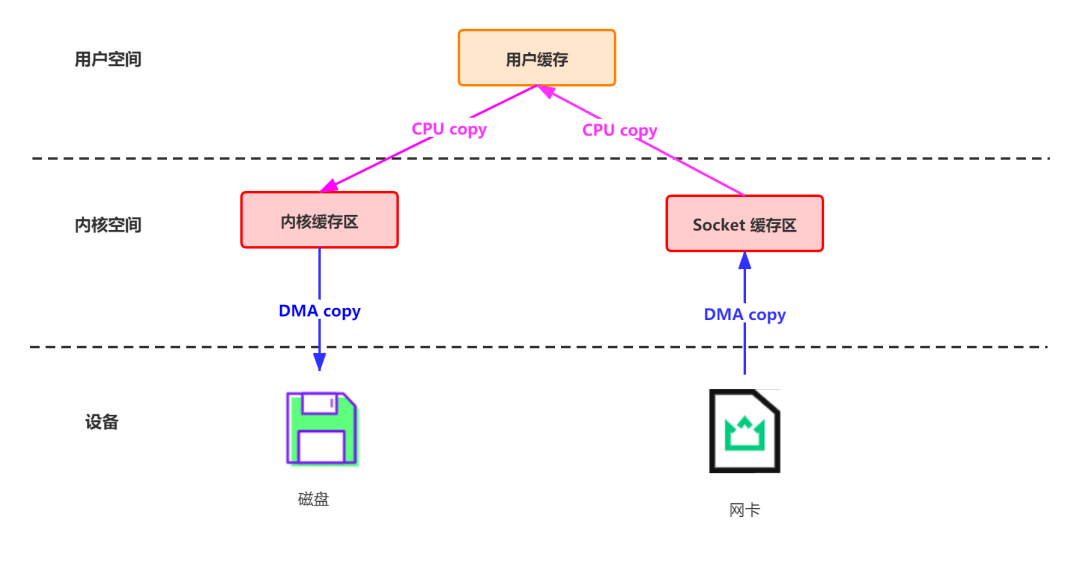 用户空间
用户缓存
CPU copy
CPU copy
内核空间
内核缓存区
Socket 缓存区
DMA copy
DMA copy
设备
磁盘
网卡